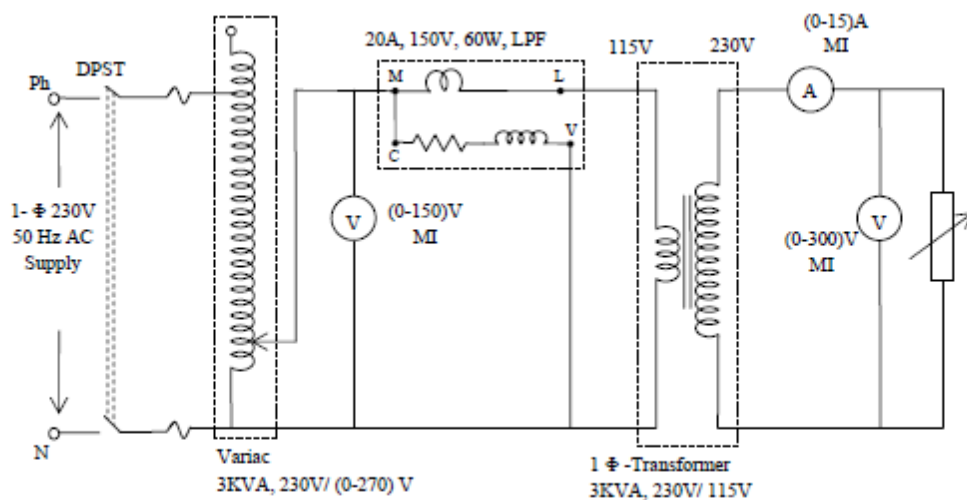 (0-15)A
MI
20A, 150V, 60W, LPF
115V
230V
DPST
Ph
M
L
A
C
V
1- Φ 230V
50 Hz AC
Supply
V
(0-150)V
MI
V
(0-300)V
MI
N
Variac
3KVA, 230V/ (0-270) V
1 Φ -Transformer
3KVA, 230V/ 115V